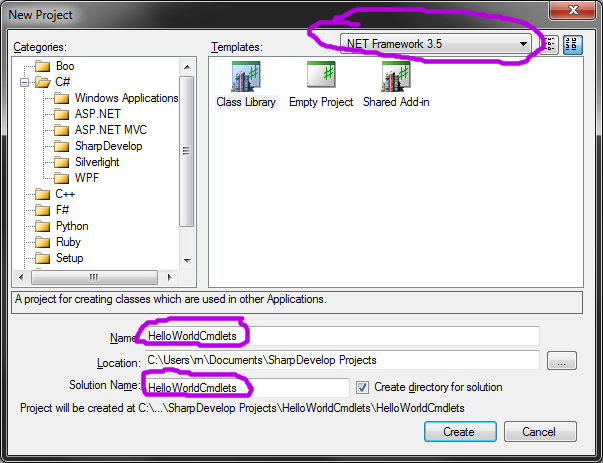 New Project
Categories:
Templates:
.NET Framework 3.5
Boo
C#
Windows Applications
ASP.NET
ASP.NET MVC
SharpDevelop
Silverlight
WPF
C++
F#
Python
Ruby
Setup
Class Library
Empty Project
Shared Add-in
A project for creating classes which are used in other Applications.
Name: HelloWorldCmdlets
Location: C:\Users\rn\Documents\SharpDevelop Projects
...
Solution Name: HelloWorldCmdlets
Create directory for solution
Project will be created at C:\...\SharpDevelop Projects\HelloWorldCmdlets\HelloWorldCmdlets
Create
Cancel